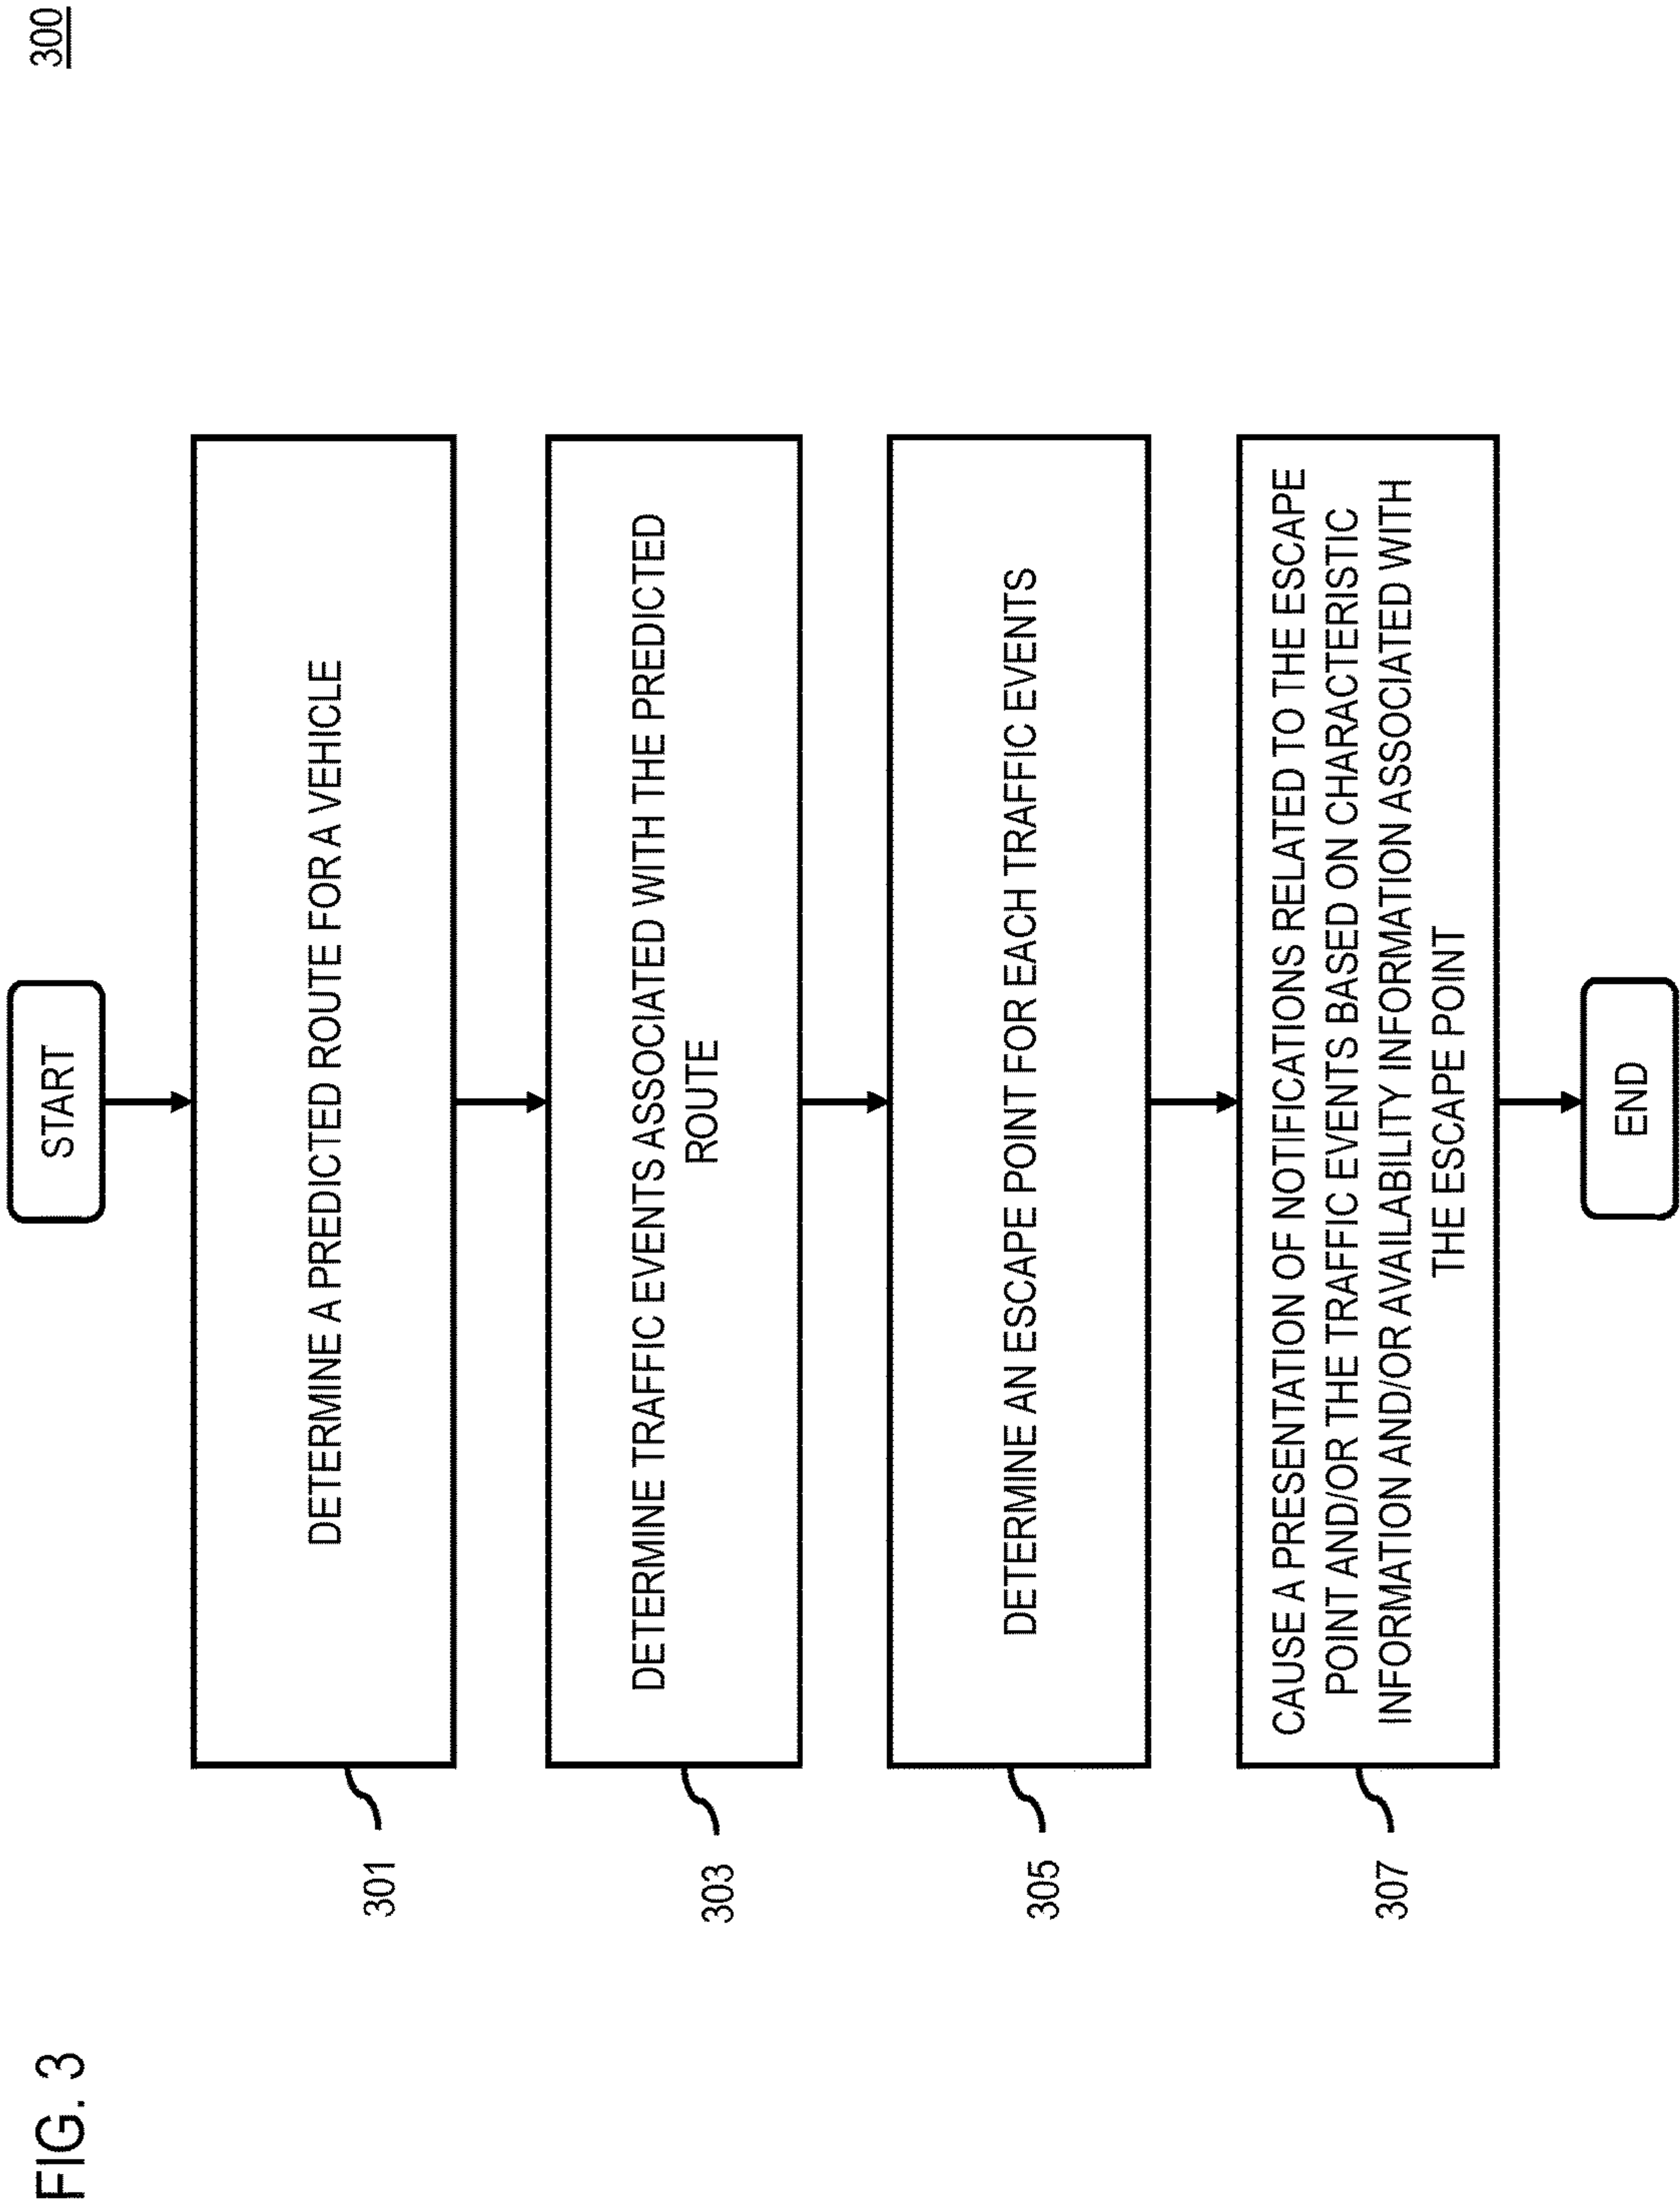 FIG. 3
300
START
DETERMINE A PREDICTED ROUTE FOR A VEHICLE
301
DETERMINE TRAFFIC EVENTS ASSOCIATED WITH THE PREDICTED
ROUTE
303
DETERMINE AN ESCAPE POINT FOR EACH TRAFFIC EVENTS
305
CAUSE A PRESENTATION OF NOTIFICATIONS RELATED TO THE ESCAPE
POINT AND/OR THE TRAFFIC EVENTS BASED ON CHARACTERISTIC
INFORMATION AND/OR AVAILABILITY INFORMATION ASSOCIATED WITH
THE ESCAPE POINT
307
END